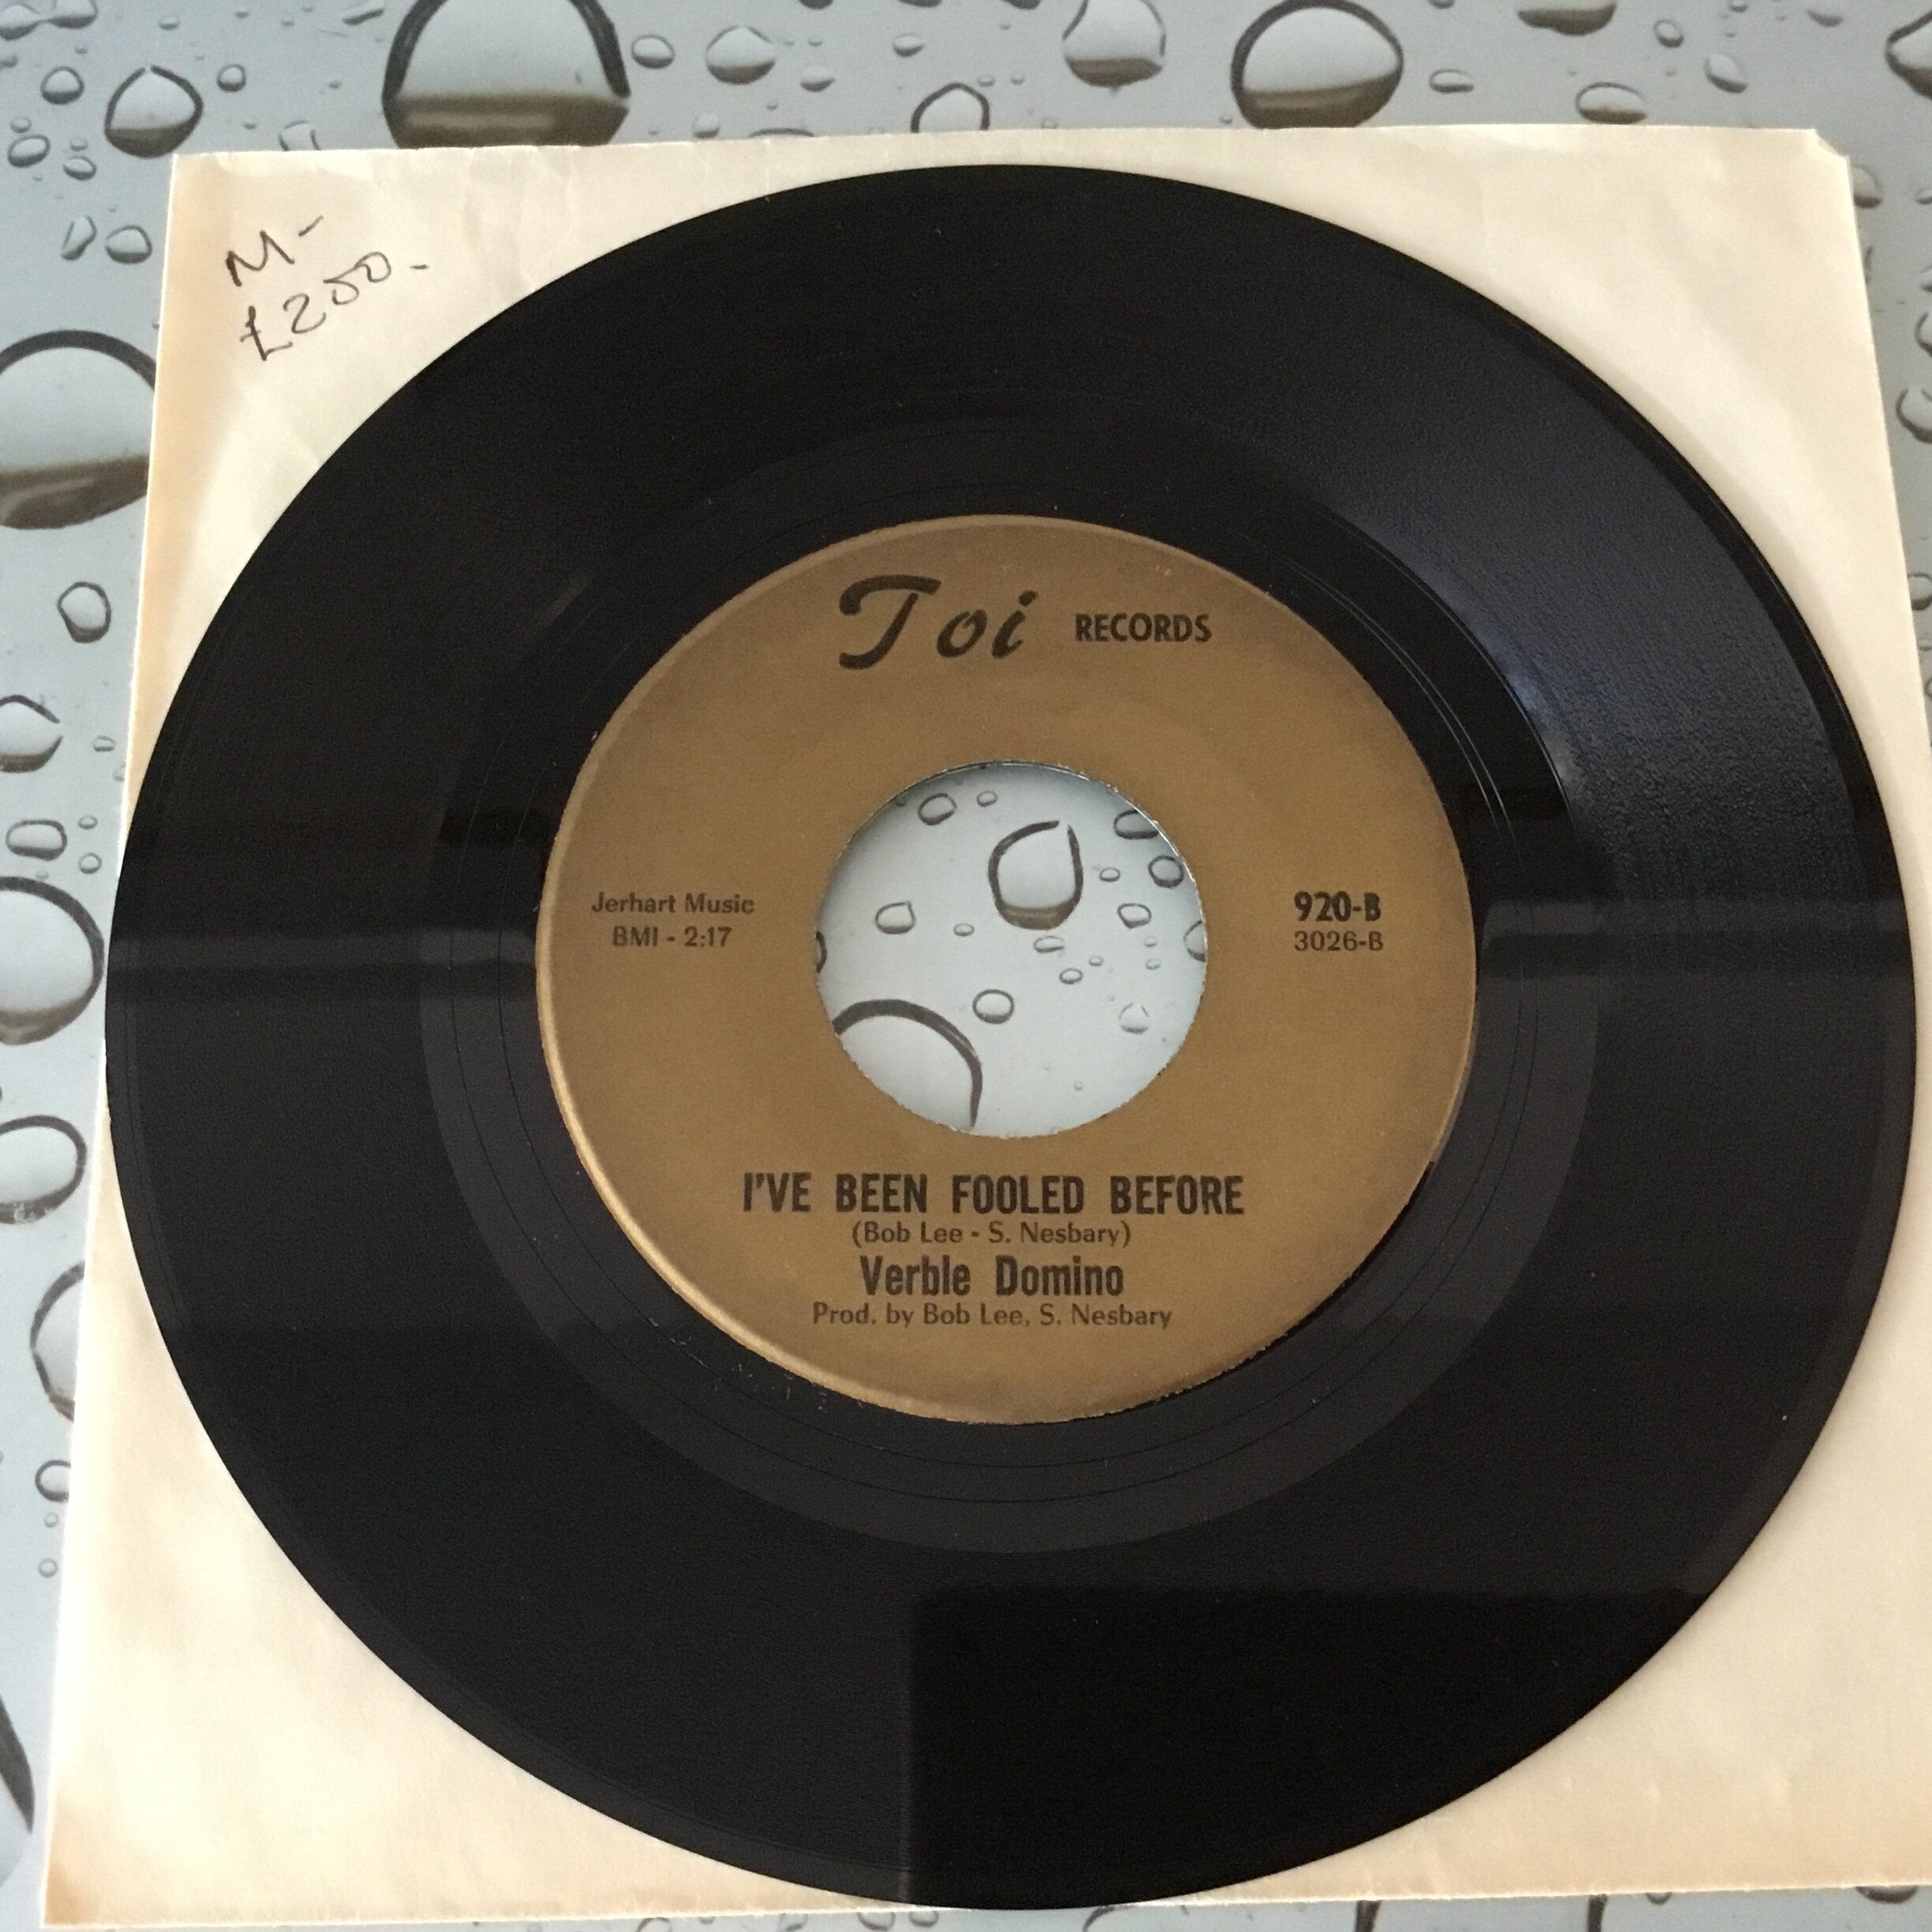 M-
£200-
Toi RECORDS
Jerhart Music
BMI - 2:17
920-B
3026-B
I'VE BEEN FOOLED BEFORE
(Bob Lee - S. Nesbary)
Verble Domino
Prod. by Bob Lee, S. Nesbary